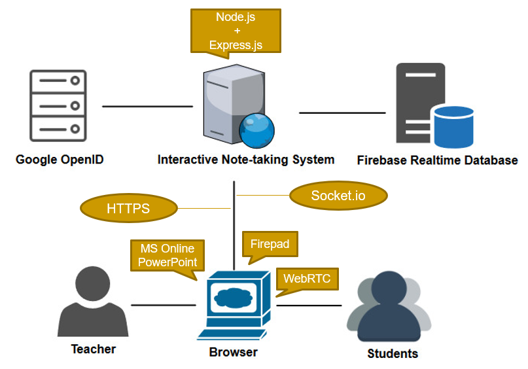 Node.js
+
Express.js
Google OpenID
Interactive Note-taking System
Firebase Realtime Database
HTTPS
Socket.io
MS Online
PowerPoint
Firepad
WebRTC
Teacher
Browser
Students